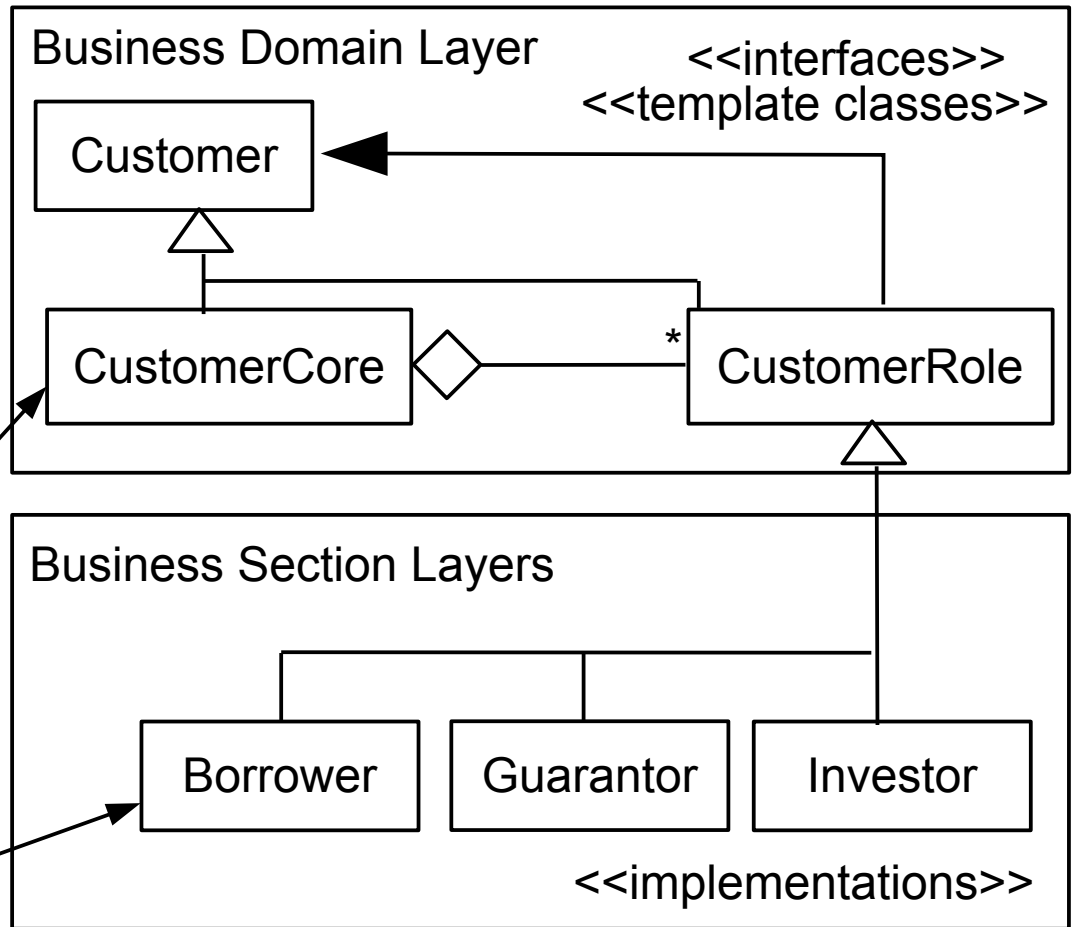 Business Domain Layer
<<interfaces>>
<<template classes>>
Customer
CustomerCore
*
CustomerRole
Business Section Layers
Borrower
Guarantor
Investor
<<implementations>>